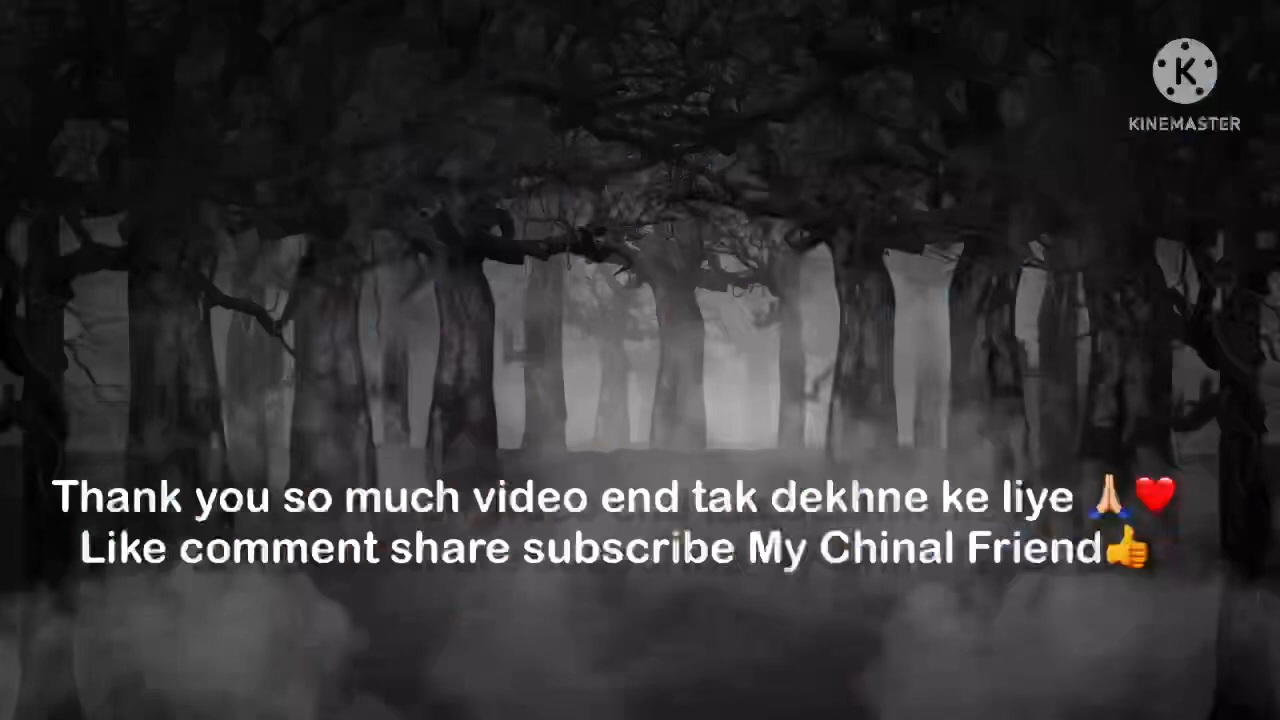 K
KINEMASTER
Thank you so much video end tak dekhne ke liye 🙏🏻❤️
Like comment share subscribe My Chinal Friend👍